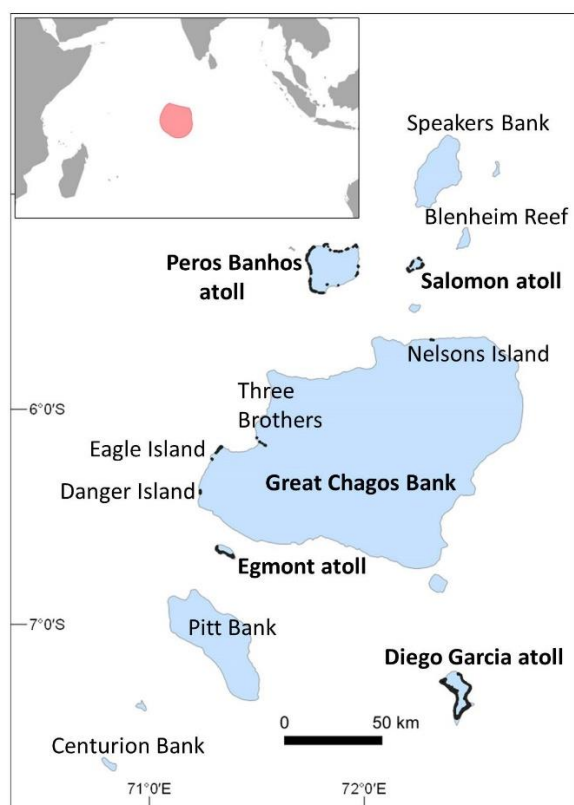 Speakers Bank
Blenheim Reef
Peros Banhos
atoll
Salomon atoll
Nelsons Island
Three
Brothers
6°0'S
Eagle Island
Great Chagos Bank
Danger Island
Egmont atoll
7°0'S
Pitt Bank
Diego Garcia atoll
0 50 km
Centurion Bank
71°0'E 72°0'E